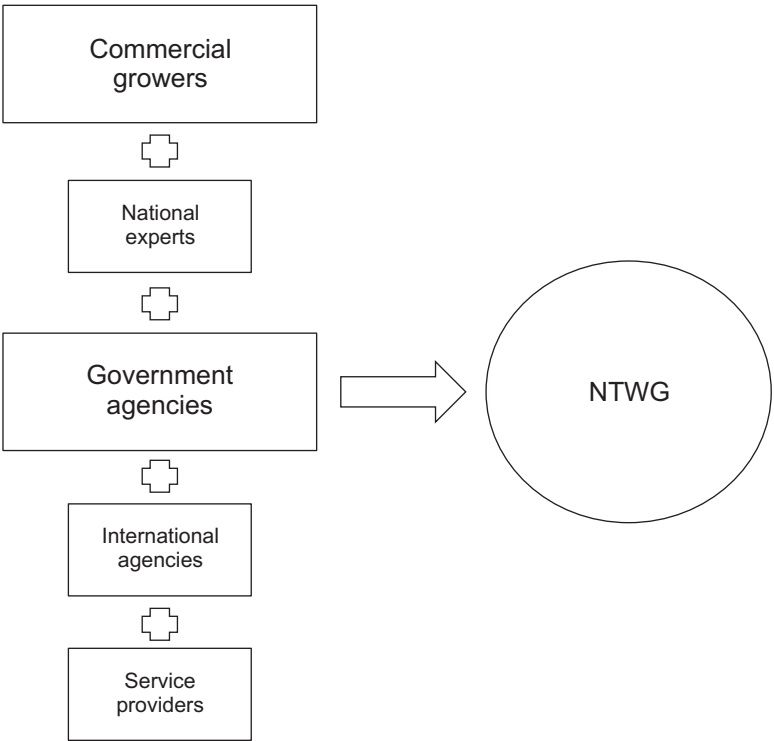 Commercial
growers
National
experts
Government
agencies
NTWG
International
agencies
Service
providers